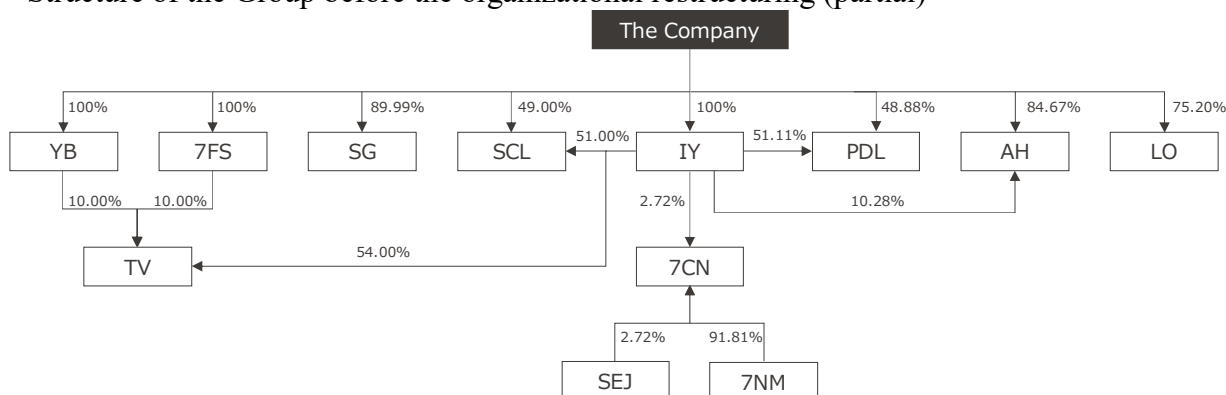 Structure of the Group before the organizational restructuring (partial)
The Company
100% 100% 89.99% 49.00% 100% 48.88% 84.67% 75.20%
51.00% 51.11%
YB 7FS SG SCL IY PDL AH LO
10.00% 10.00% 2.72% 10.28%
54.00%
TV 7CN
2.72% 91.81%
SEJ 7NM